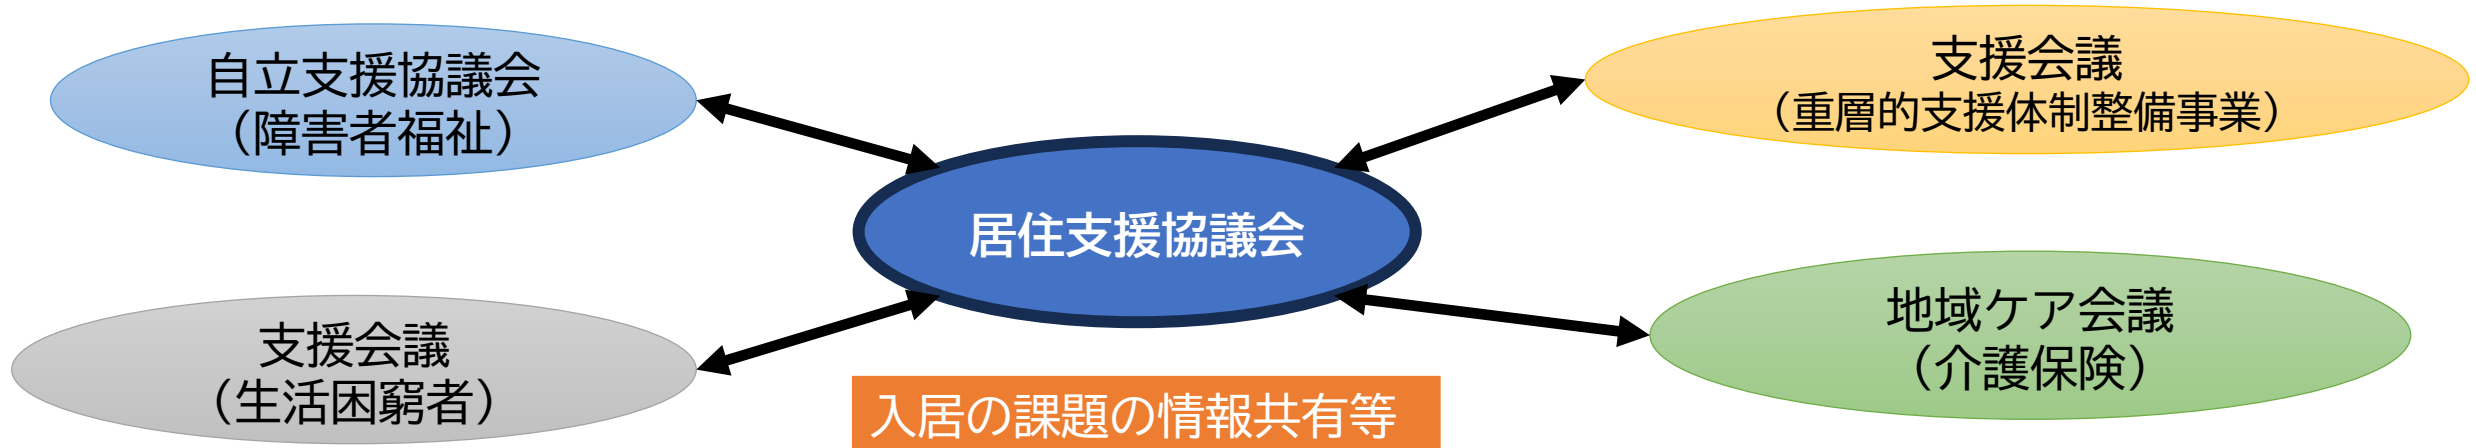 自立支援協議会
（障害者福祉）
支援会議
（重層的支援体制整備事業）
居住支援協議会
支援会議
（生活困窮者）
地域ケア会議
（介護保険）
入居の課題の情報共有等